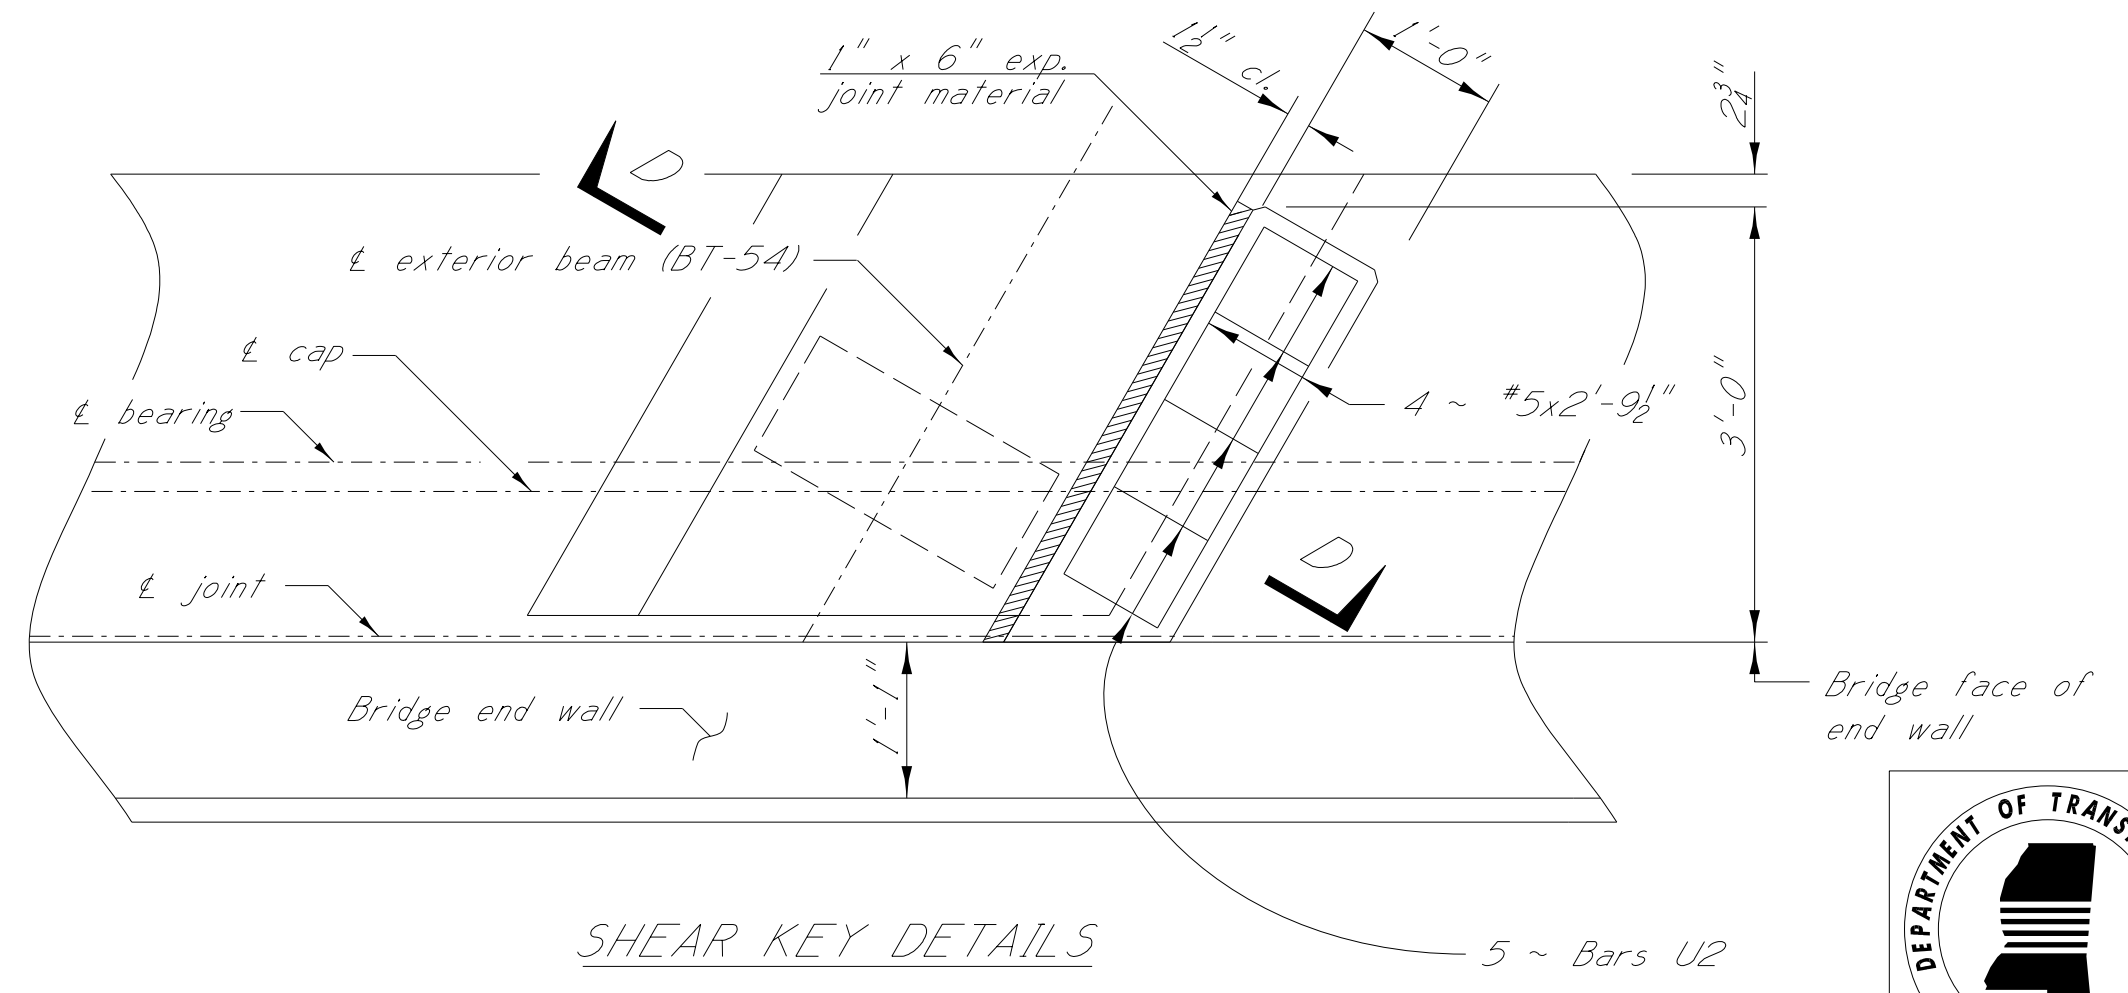 1" x 6" exp.
joint material
1½" cl.
1'-0"
2¾"
D
℄ exterior beam (BT-54)
℄ cap
℄ bearing
4 ~ #5x2'-9½"
3'-0"
℄ joint
D
Bridge end wall
1'-1"
Bridge face of
end wall
SHEAR KEY DETAILS
5 ~ Bars U2
DEPARTMENT OF